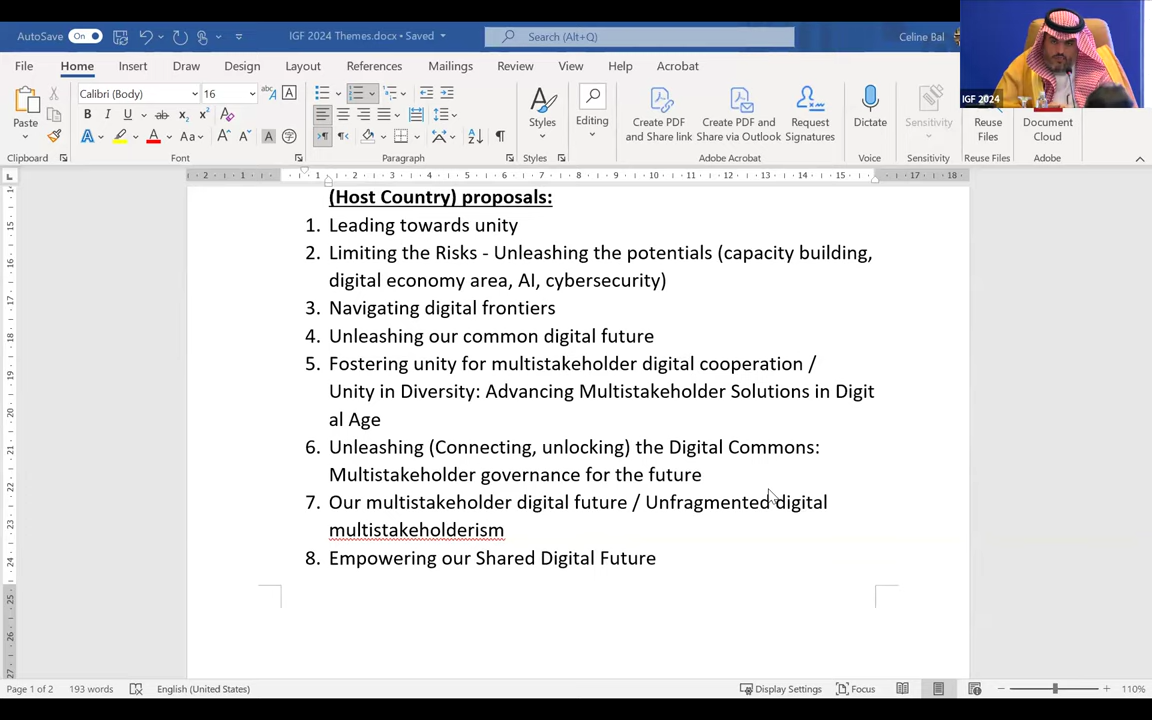 AutoSave On IGF 2024 Themes.docx • Saved Search (Alt+Q) Celine Bal
File Home Insert Draw Design Layout References Mailings Review View Help Acrobat
Calibri (Body) 16
Paste
Styles
Editing
Create PDF and Share link
Create PDF and Share via Outlook
Request Signatures
Dictate
Sensitivity
Reuse Files
Document Cloud
Clipboard Font Paragraph Styles Adobe Acrobat Voice Sensitivity Reuse Files Adobe
IGF 2024
(Host Country) proposals:
1. Leading towards unity
2. Limiting the Risks - Unleashing the potentials (capacity building,
digital economy area, AI, cybersecurity)
3. Navigating digital frontiers
4. Unleashing our common digital future
5. Fostering unity for multistakeholder digital cooperation /
Unity in Diversity: Advancing Multistakeholder Solutions in Digit
al Age
6. Unleashing (Connecting, unlocking) the Digital Commons:
Multistakeholder governance for the future
7. Our multistakeholder digital future / Unfragmented digital
multistakeholderism
8. Empowering our Shared Digital Future
Page 1 of 2 193 words English (United States) Display Settings Focus 110%